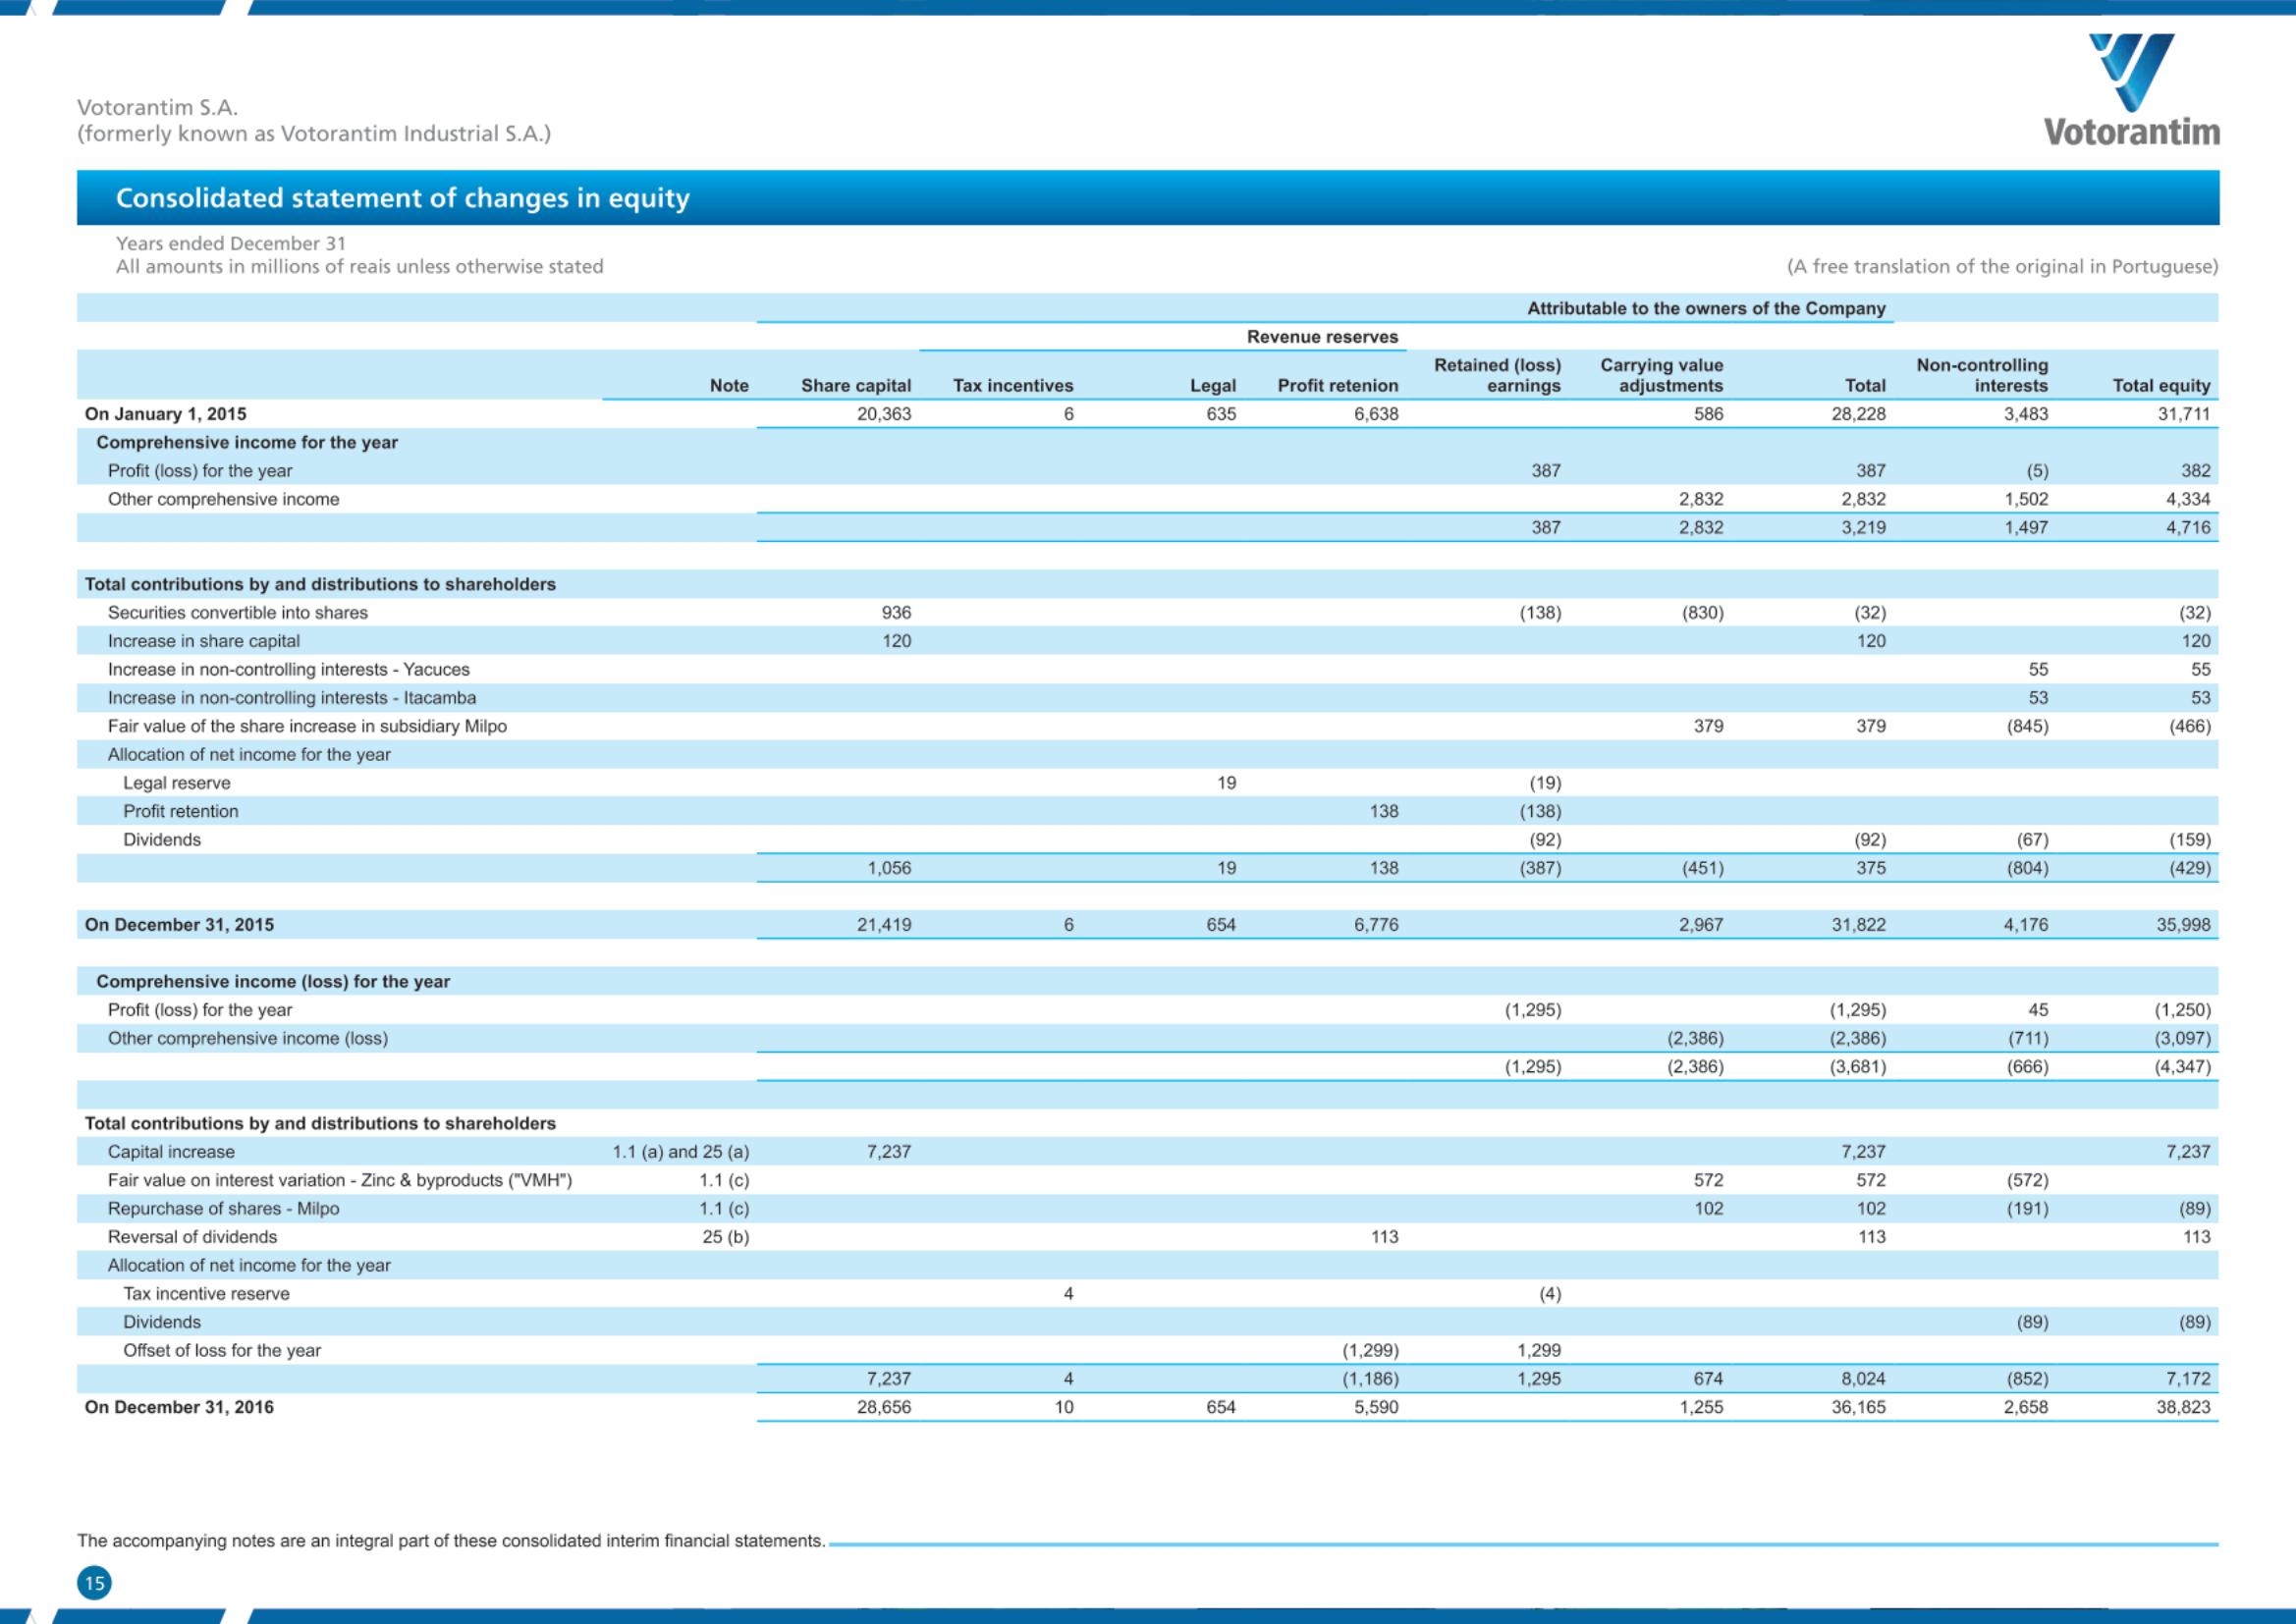 Votorantim
Votorantim S.A.
(formerly known as Votorantim Industrial S.A.)
Consolidated statement of changes in equity
Years ended December 31
All amounts in millions of reais unless otherwise stated (A free translation of the original in Portuguese)
Attributable to the owners of the Company
Revenue reserves
Note Share capital Tax incentives Legal Profit retenion Retained (loss) earnings Carrying value adjustments Total Non-controlling interests Total equity
On January 1, 2015 20,363 6 635 6,638 586 28,228 3,483 31,711
Comprehensive income for the year
Profit (loss) for the year 387 387 (5) 382
Other comprehensive income 2,832 2,832 1,502 4,334
387 2,832 3,219 1,497 4,716
Total contributions by and distributions to shareholders
Securities convertible into shares 936 (138) (830) (32) (32)
Increase in share capital 120 120 120
Increase in non-controlling interests - Yacuces 55 55
Increase in non-controlling interests - Itacamba 53 53
Fair value of the share increase in subsidiary Milpo 379 379 (845) (466)
Allocation of net income for the year
Legal reserve 19 (19)
Profit retention 138 (138)
Dividends (92) (92) (67) (159)
1,056 19 138 (387) (451) 375 (804) (429)
On December 31, 2015 21,419 6 654 6,776 2,967 31,822 4,176 35,998
Comprehensive income (loss) for the year
Profit (loss) for the year (1,295) (1,295) 45 (1,250)
Other comprehensive income (loss) (2,386) (2,386) (711) (3,097)
(1,295) (2,386) (3,681) (666) (4,347)
Total contributions by and distributions to shareholders
Capital increase 1.1 (a) and 25 (a) 7,237 7,237 7,237
Fair value on interest variation - Zinc & byproducts ("VMH") 1.1 (c) 572 572 (572)
Repurchase of shares - Milpo 1.1 (c) 102 102 (191) (89)
Reversal of dividends 25 (b) 113 113 113
Allocation of net income for the year
Tax incentive reserve 4 (4)
Dividends (89) (89)
Offset of loss for the year (1,299) 1,299
7,237 4 (1,186) 1,295 674 8,024 (852) 7,172
On December 31, 2016 28,656 10 654 5,590 1,255 36,165 2,658 38,823
The accompanying notes are an integral part of these consolidated interim financial statements.
15